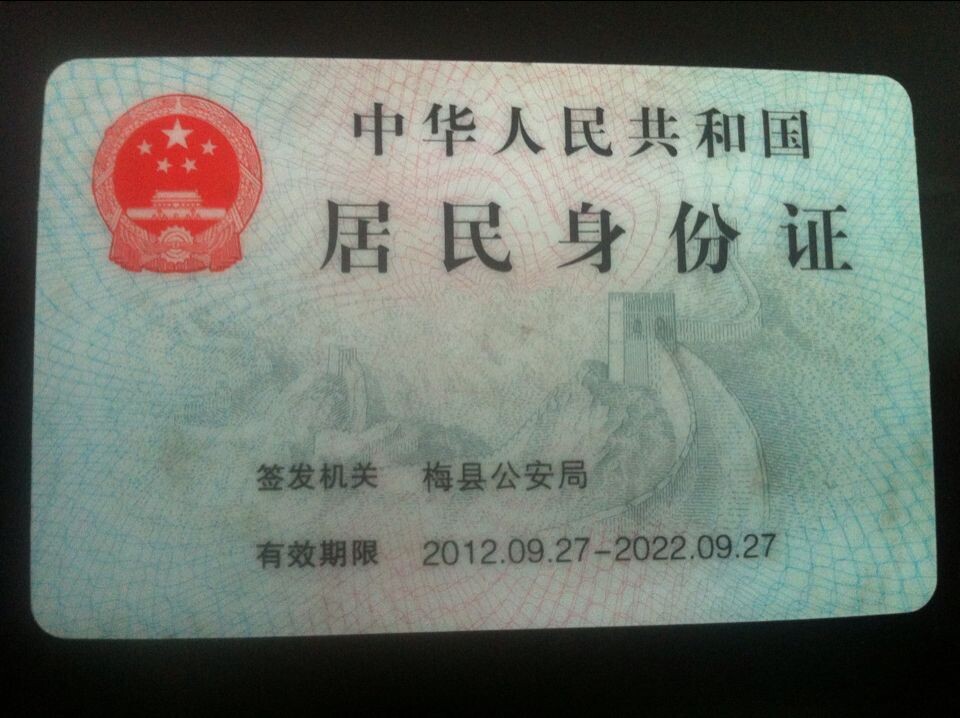 中华人民共和国
居民身份证
签发机关 梅县公安局
有效期限 2012.09.27-2022.09.27